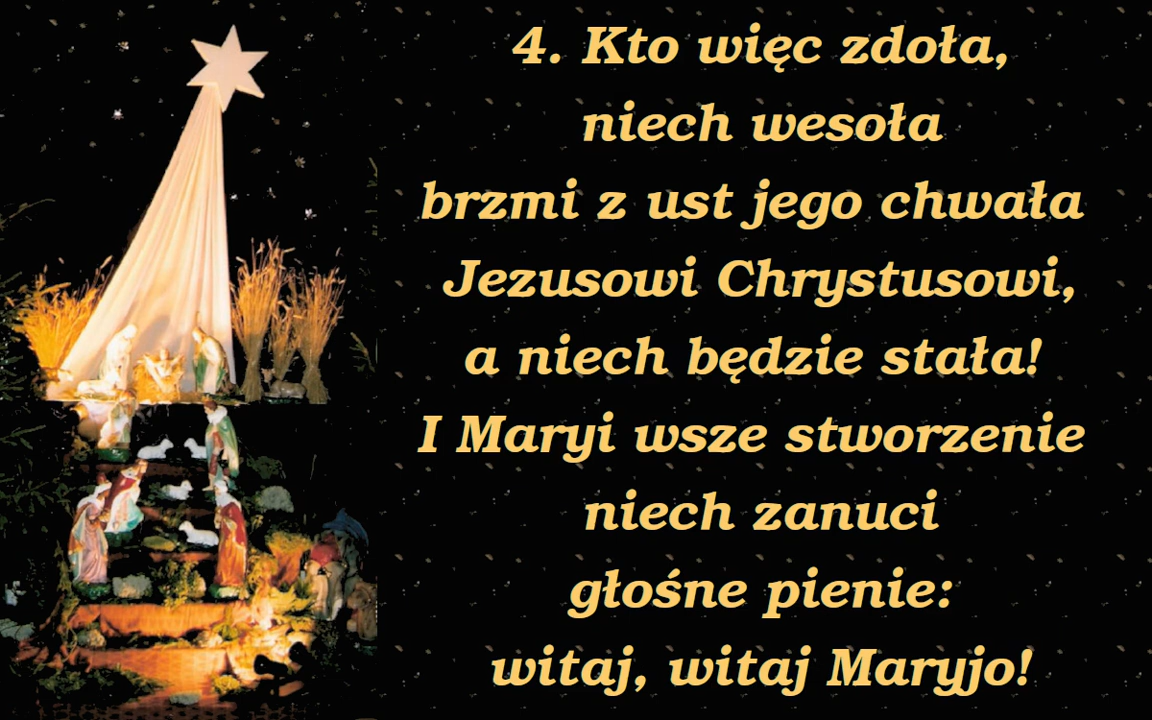 4. Kto więc zdoła,
niech wesoła
brzmi z ust jego chwała
Jezusowi Chrystusowi,
a niech będzie stała!
I Maryi wsze stworzenie
niech zanuci
głośne pienie:
witaj, witaj Maryjo!